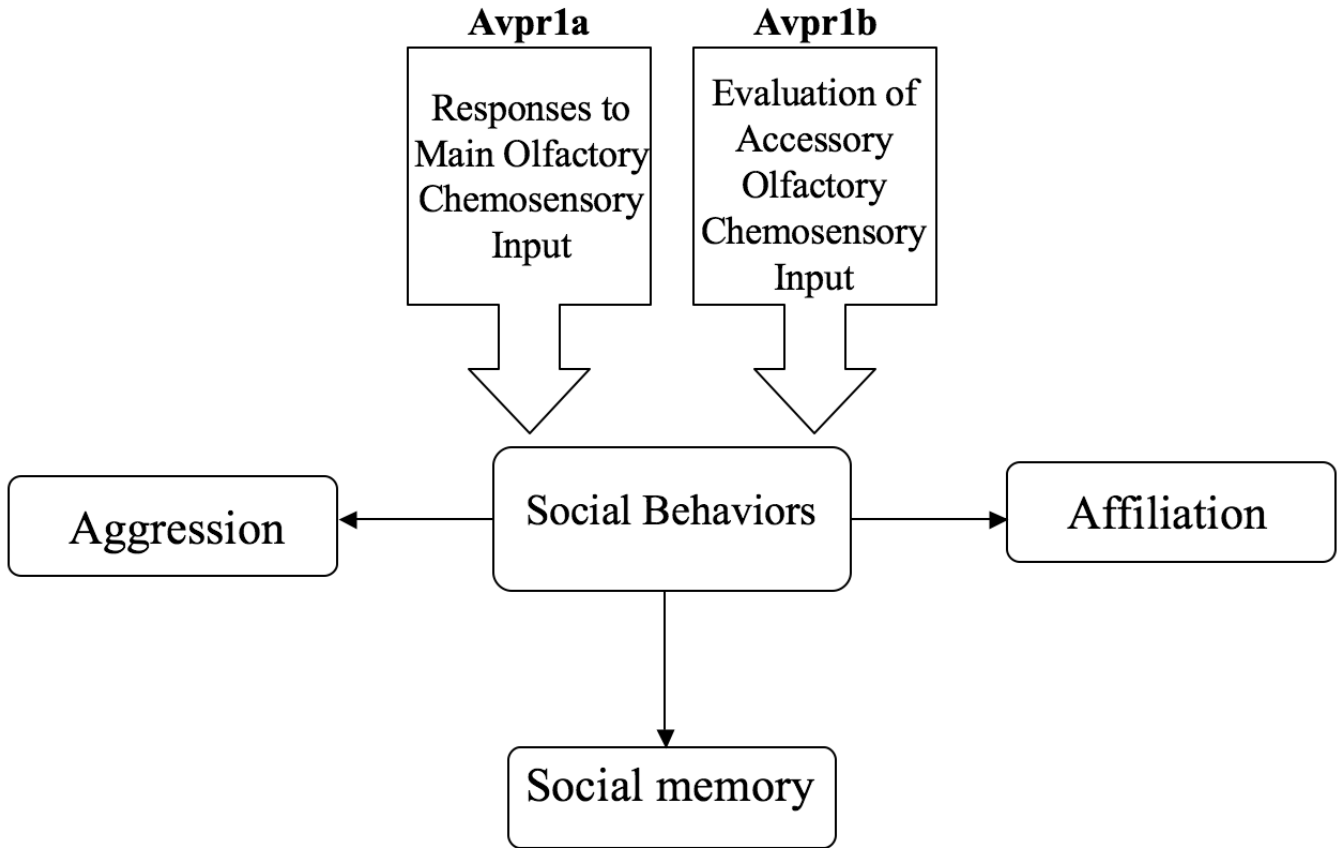 Avpr1a
Avpr1b
Responses to
Main Olfactory
Chemosensory
Input
Evaluation of
Accessory
Olfactory
Chemosensory
Input
Aggression
Social Behaviors
Affiliation
Social memory